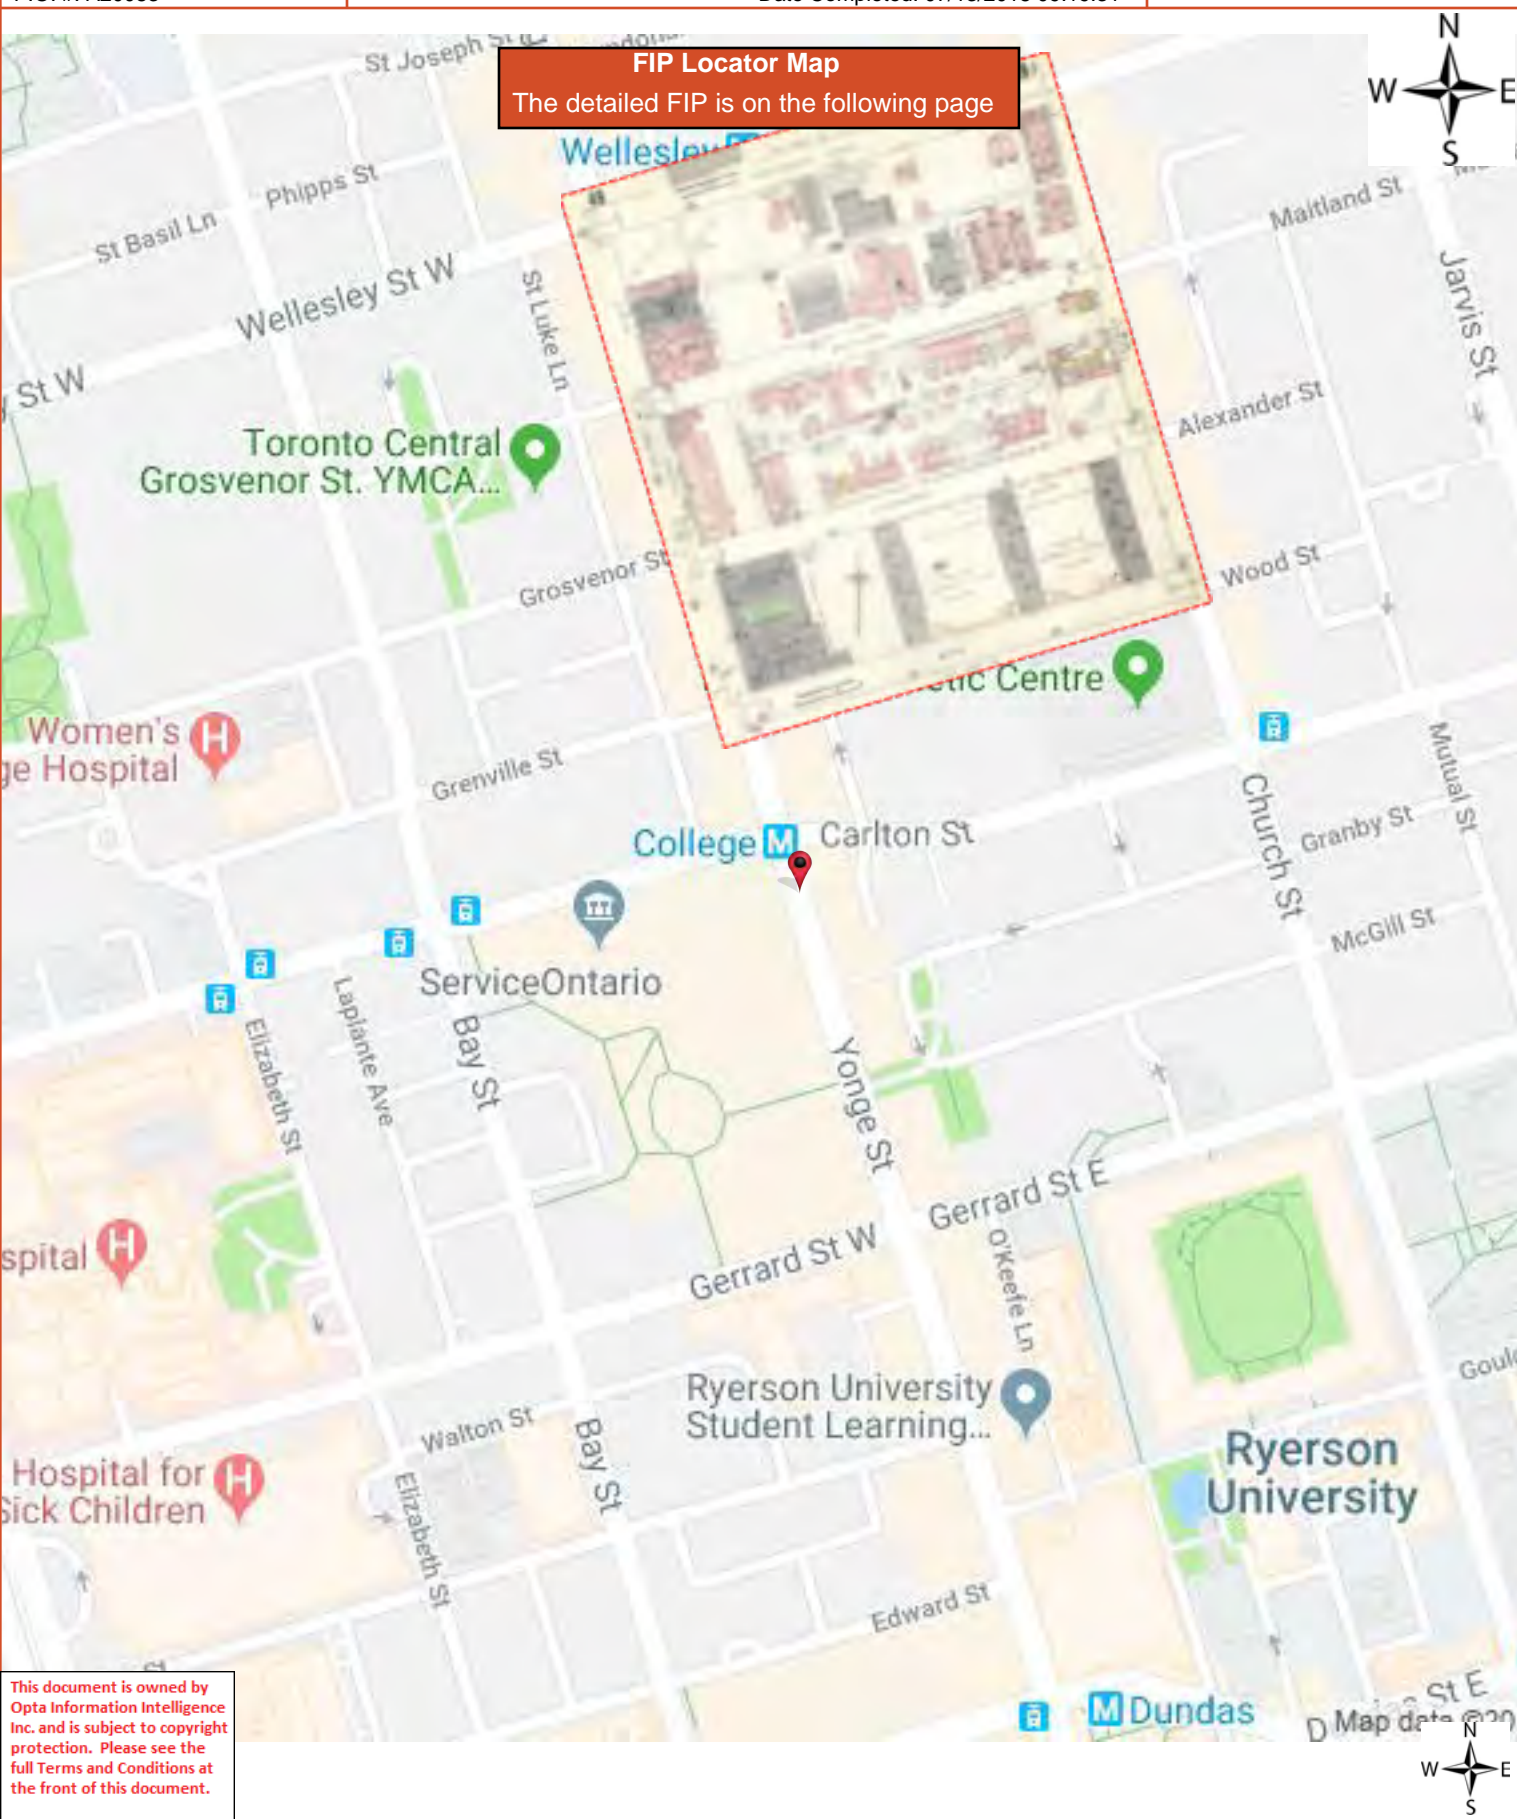 FIP Locator Map
The detailed FIP is on the following page
N
W E
S
St Joseph St
Wellesley
Phipps St
St Basil Ln
Wellesley St W
St Luke Ln
Maitland St
Jarvis St
St W
Toronto Central
Grosvenor St. YMCA...
Alexander St
Grosvenor St
Wood St
Centre
Women's
ge Hospital
Grenville St
College M
Carlton St
Church St
Mutual St
Granby St
McGill St
ServiceOntario
Laplante Ave
Elizabeth St
Bay St
Yonge St
Gerrard St E
Gerrard St W
O'Keefe Ln
spital H
Ryerson University
Student Learning...
Walton St
Bay St
Elizabeth St
Hospital for
Sick Children
Ryerson
University
Edward St
M Dundas
St E
Map data ©20
N
W E
S
This document is owned by
Opta Information Intelligence
Inc. and is subject to copyright
protection. Please see the
full Terms and Conditions at
the front of this document.